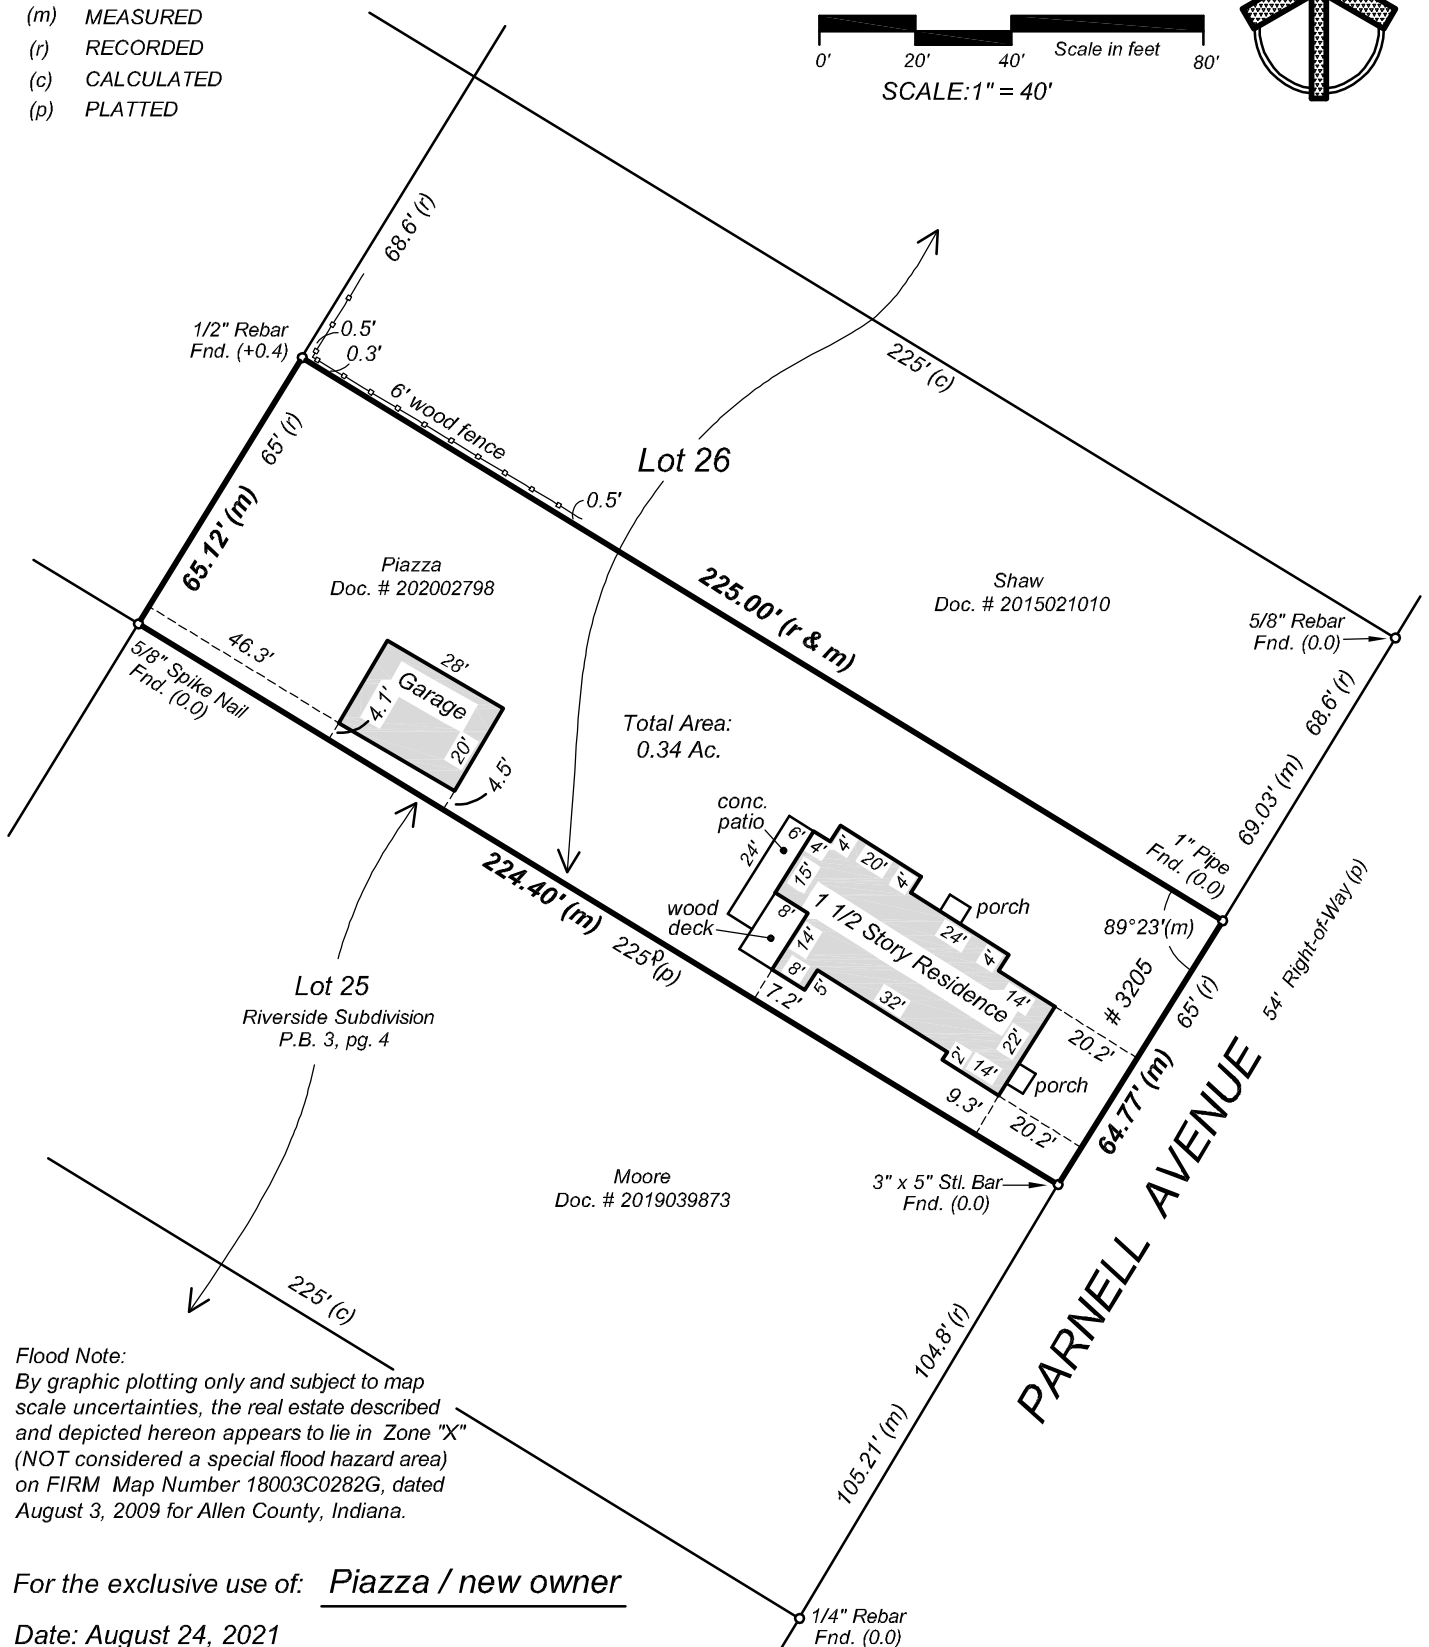 (m) MEASURED
(r) RECORDED
(c) CALCULATED
(p) PLATTED
0' 20' 40' 80'
Scale in feet
SCALE:1" = 40'
68.6' (r)
1/2" Rebar
Fnd. (+0.4)
0.5'
0.3'
6' wood fence
0.5'
225' (c)
Lot 26
65' (r)
65.12' (m)
Piazza
Doc. # 202002798
225.00' (r & m)
Shaw
Doc. # 2015021010
5/8" Rebar
Fnd. (0.0)
46.3'
5/8" Spike Nail
Fnd. (0.0)
28'
Garage
4.1'
20'
4.5'
Total Area:
0.34 Ac.
68.6' (r)
69.03' (m)
1" Pipe
Fnd. (0.0)
conc.
patio
24'
6'
4'
4'
20'
4'
15'
porch
wood
deck
8'
14'
8'
5'
1 1/2 Story Residence
24'
4'
14'
32'
22'
2'
14'
89°23'(m)
# 3205
65' (r)
54' Right-of-Way (p)
224.40' (m)
225' (p)
p
7.2'
20.2'
porch
9.3'
20.2'
64.77' (m)
PARNELL AVENUE
Lot 25
Riverside Subdivision
P.B. 3, pg. 4
Moore
Doc. # 2019039873
3" x 5" Stl. Bar
Fnd. (0.0)
225' (c)
104.8' (r)
105.21' (m)
Flood Note:
By graphic plotting only and subject to map
scale uncertainties, the real estate described
and depicted hereon appears to lie in Zone "X"
(NOT considered a special flood hazard area)
on FIRM Map Number 18003C0282G, dated
August 3, 2009 for Allen County, Indiana.
For the exclusive use of: Piazza / new owner
Date: August 24, 2021
1/4" Rebar
Fnd. (0.0)